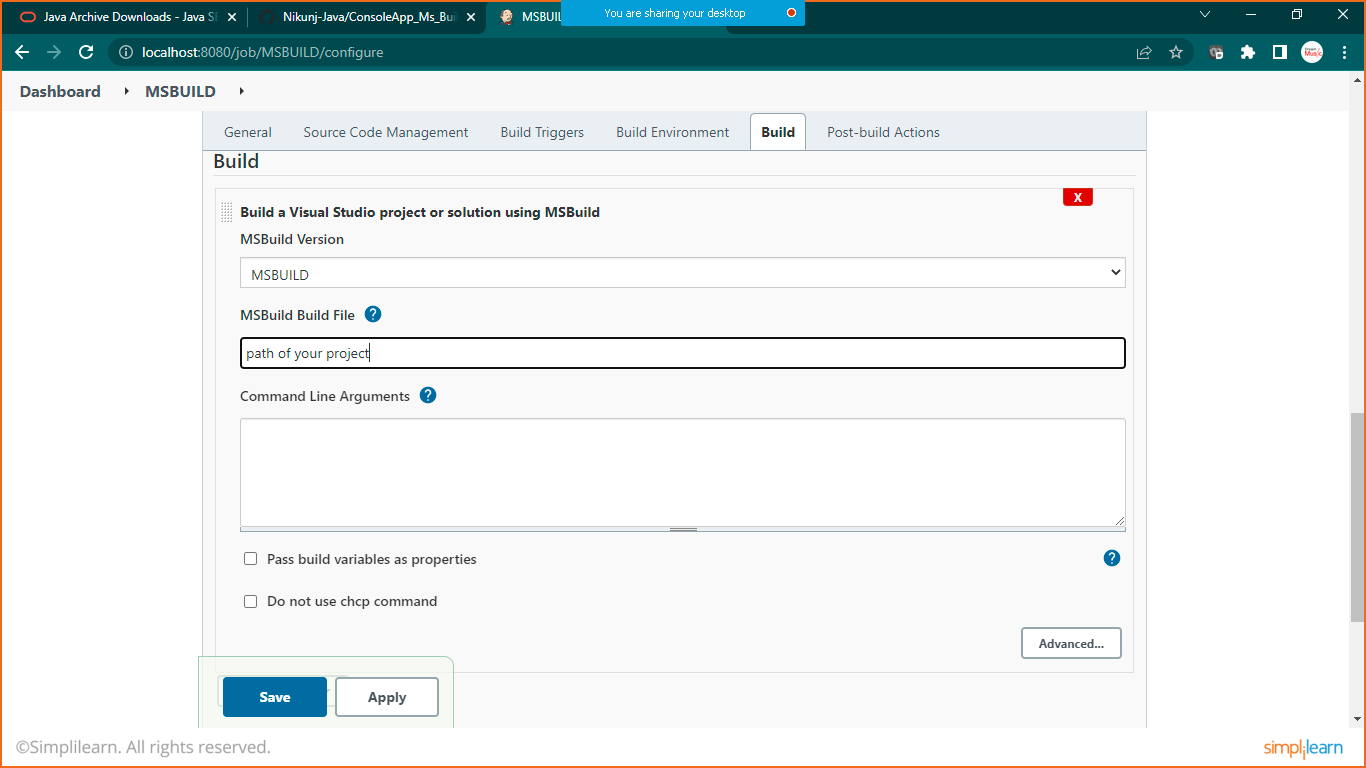 Java Archive Downloads - Java SE
Nikunj-Java/ConsoleApp_Ms_Bui
MSBUIL
You are sharing your desktop
localhost:8080/job/MSBUILD/configure
Dashboard
MSBUILD
General
Source Code Management
Build Triggers
Build Environment
Build
Post-build Actions
Build
X
Build a Visual Studio project or solution using MSBuild
MSBuild Version
MSBUILD
MSBuild Build File ?
path of your project
Command Line Arguments ?
Pass build variables as properties ?
Do not use chcp command
Advanced...
Save
Apply
©Simplilearn. All rights reserved.
simplilearn